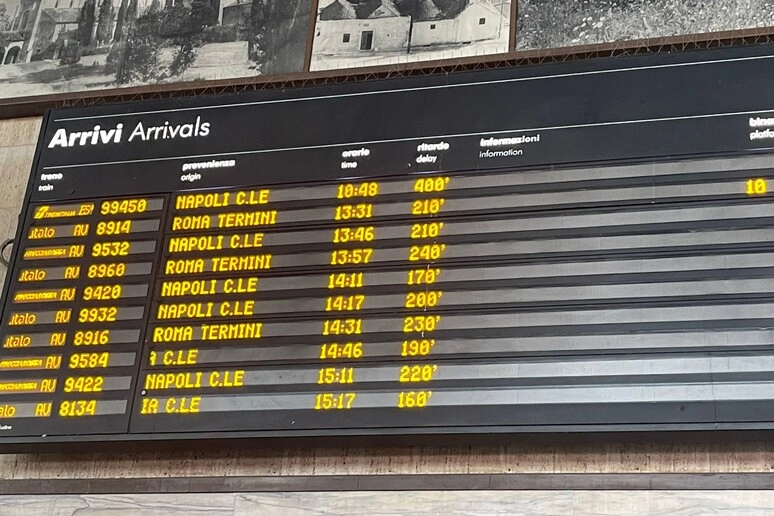 Arrivi Arrivals
treno provenienza orario ritardo informazioni
train origin time delay information
TRENITALIA 99450 NAPOLI C.LE 10:48 400' 10
italo AV 8914 ROMA TERMINI 13:31 210'
AV 9532 NAPOLI C.LE 13:46 210'
italo AV 8960 ROMA TERMINI 13:57 240'
AV 9420 NAPOLI C.LE 14:11 170'
italo AV 9932 NAPOLI C.LE 14:17 200'
italo AV 8916 ROMA TERMINI 14:31 230'
AV 9584 A C.LE 14:46 190'
AV 9422 NAPOLI C.LE 15:11 220'
alo AV 8134 IA C.LE 15:17 160'